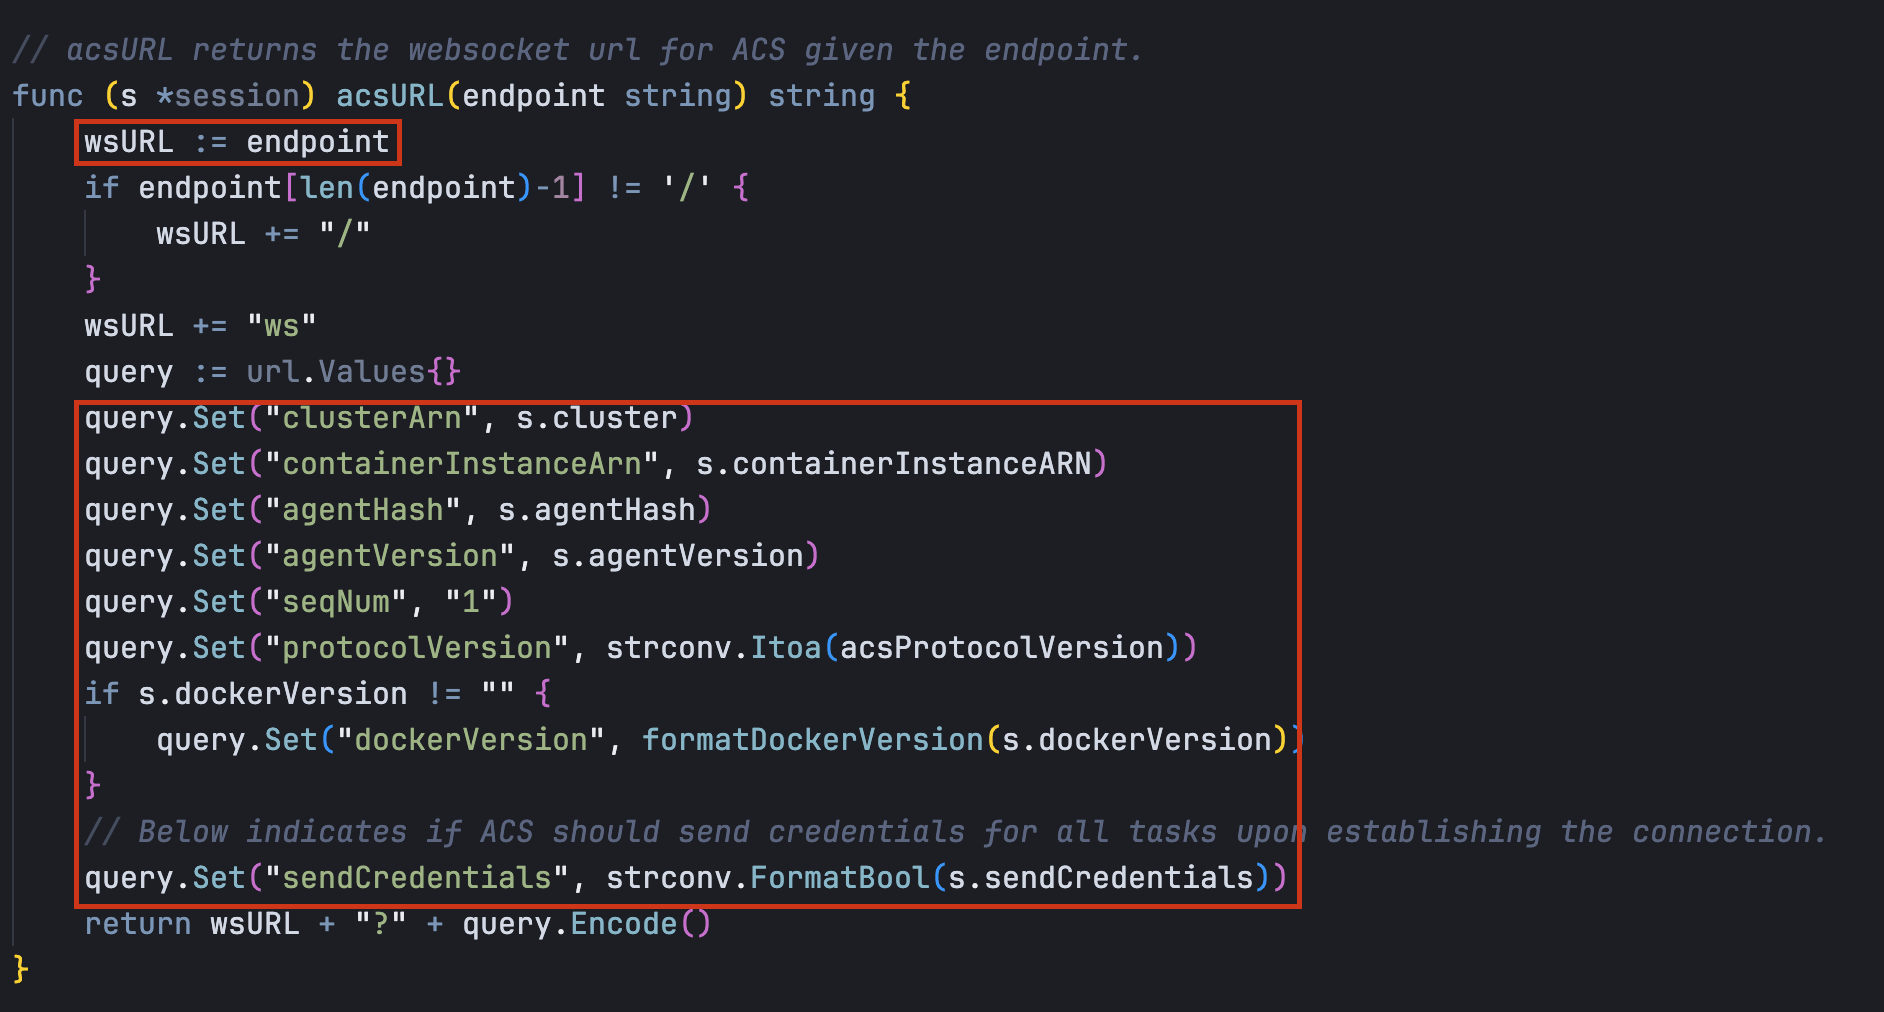 // acsURL returns the websocket url for ACS given the endpoint.
func (s *session) acsURL(endpoint string) string {
    wsURL := endpoint
    if endpoint[len(endpoint)-1] != '/' {
        wsURL += "/"
    }
    wsURL += "ws"
    query := url.Values{}
    query.Set("clusterArn", s.cluster)
    query.Set("containerInstanceArn", s.containerInstanceARN)
    query.Set("agentHash", s.agentHash)
    query.Set("agentVersion", s.agentVersion)
    query.Set("seqNum", "1")
    query.Set("protocolVersion", strconv.Itoa(acsProtocolVersion))
    if s.dockerVersion != "" {
        query.Set("dockerVersion", formatDockerVersion(s.dockerVersion))
    }
    // Below indicates if ACS should send credentials for all tasks upon establishing the connection.
    query.Set("sendCredentials", strconv.FormatBool(s.sendCredentials))
    return wsURL + "?" + query.Encode()
}